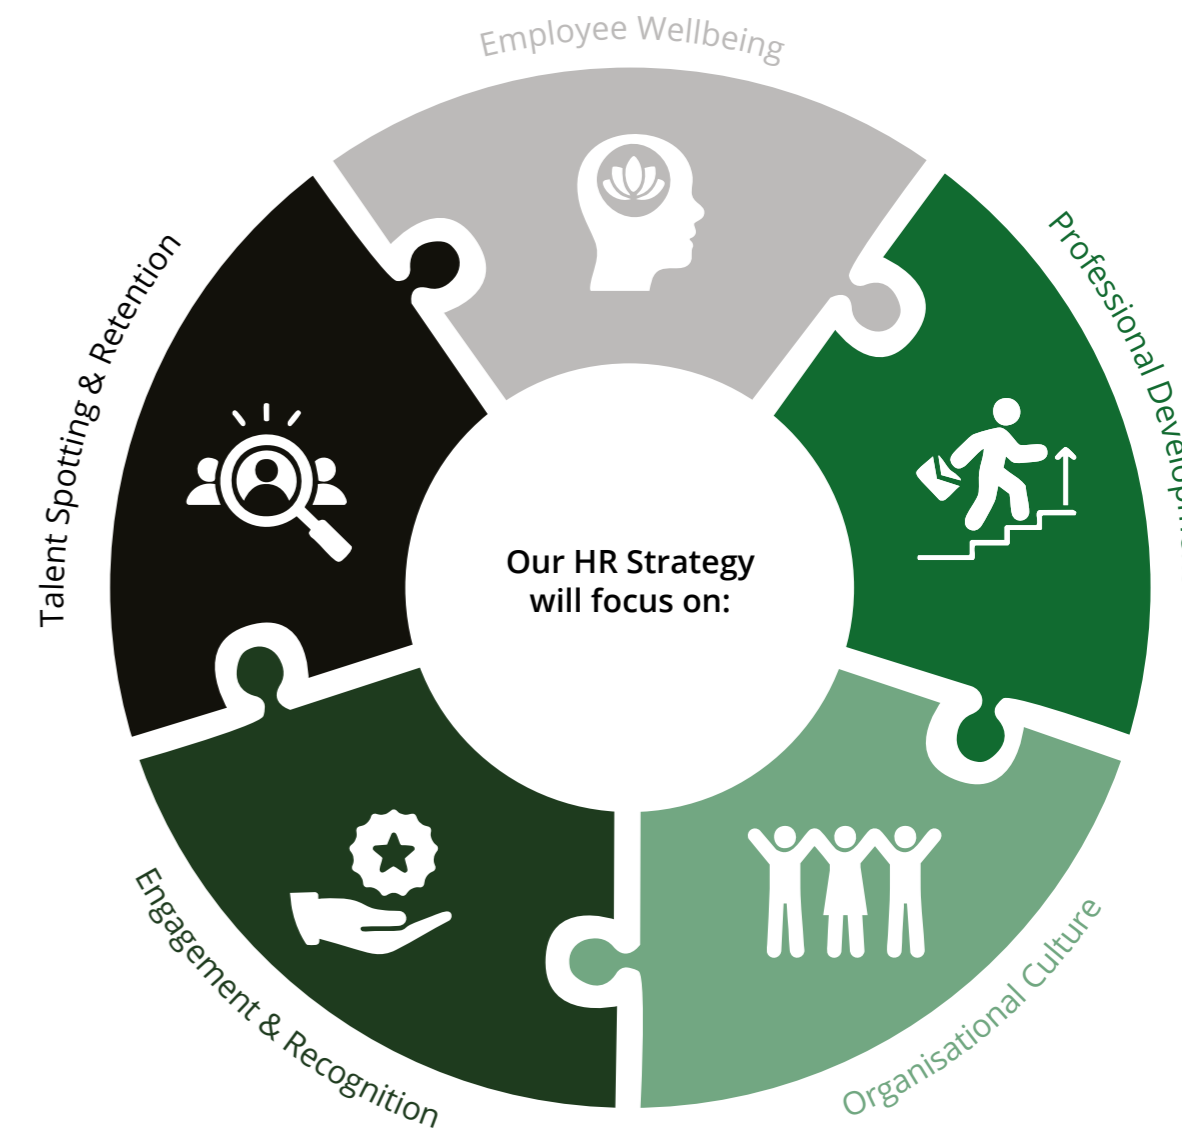 Employee Wellbeing
Professional
Organisational Culture
Engagement & Recognition
Talent Spotting & Retention
Our HR Strategy
will focus on: